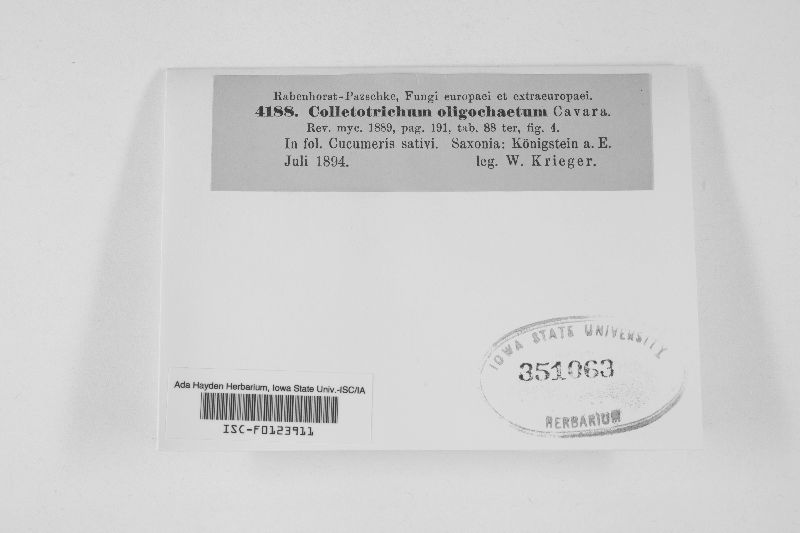 Rabenhorst-Pazschke, Fungi europaei et extraeuropaei.
4188. Colletotrichum oligochaetum Cavara.
Rev. myc. 1889, pag. 191, tab. 88 ter, fig. 4.
In fol. Cucumeris sativi. Saxonia: Königstein a. E.
Juli 1894. leg. W. Krieger.
IOWA STATE UNIVERSITY
351063
HERBARIUM
Ada Hayden Herbarium, Iowa State Univ.-ISC/IA
ISC-F0123911